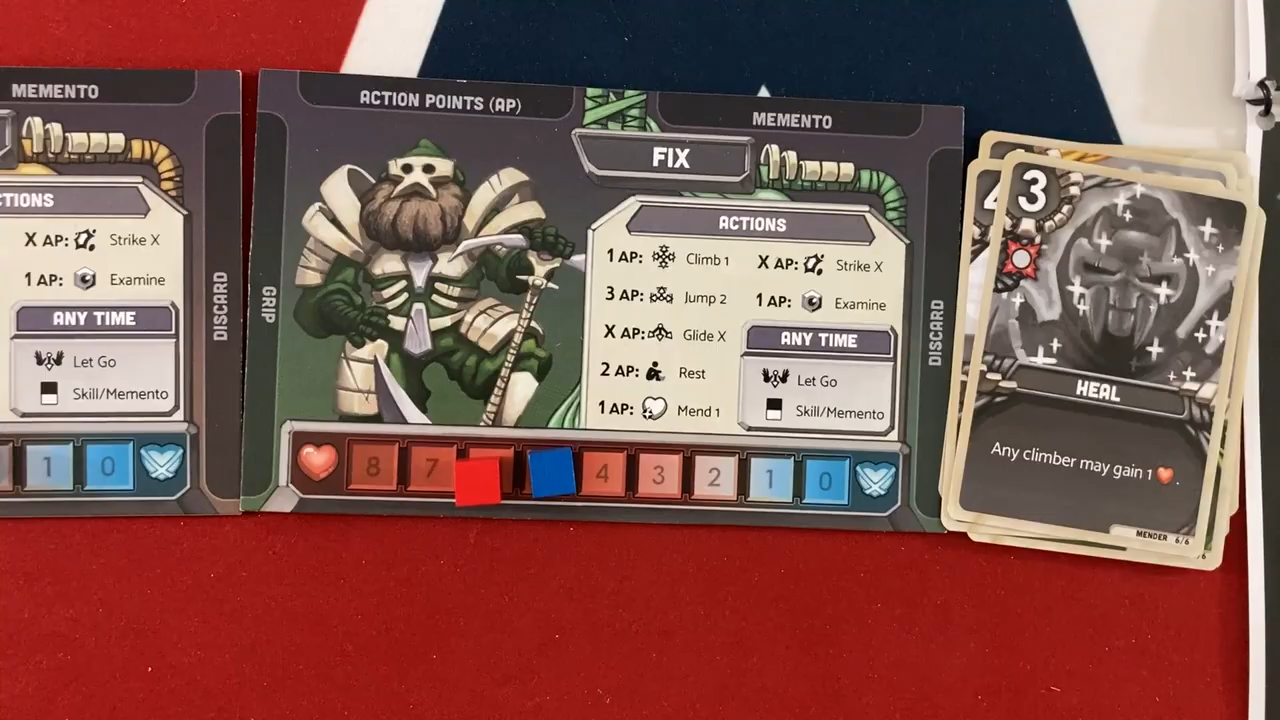 MEMENTO
CTIONS
X AP: Strike X
1 AP: Examine
ANY TIME
Let Go
Skill/Memento
1 0
DISCARD
GRIP
ACTION POINTS (AP)
MEMENTO
FIX
ACTIONS
1 AP: Climb 1 X AP: Strike X
3 AP: Jump 2 1 AP: Examine
X AP: Glide X
2 AP: Rest
1 AP: Mend 1
ANY TIME
Let Go
Skill/Memento
8 7 4 3 2 1 0
DISCARD
3
HEAL
Any climber may gain 1 .
MENDER 6/6